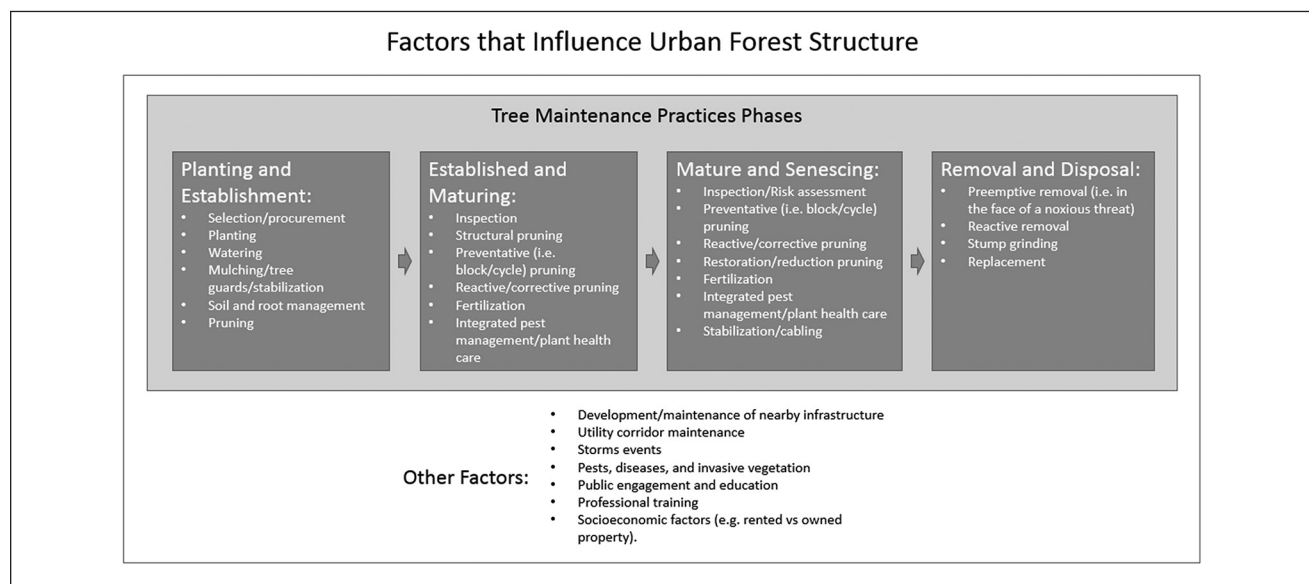 Factors that Influence Urban Forest Structure
Tree Maintenance Practices Phases
Planting and
Establishment:
• Selection/procurement
• Planting
• Watering
• Mulching/tree
guards/stabilization
• Soil and root management
• Pruning
Established and
Maturing:
• Inspection
• Structural pruning
• Preventative (i.e.
block/cycle) pruning
• Reactive/corrective pruning
• Fertilization
• Integrated pest
management/plant health
care
Mature and Senescing:
• Inspection/Risk assessment
• Preventative (i.e. block/cycle)
pruning
• Reactive/corrective pruning
• Restoration/reduction pruning
• Fertilization
• Integrated pest
management/plant health care
• Stabilization/cabling
Removal and Disposal:
• Preemptive removal (i.e. in
the face of a noxious threat)
• Reactive removal
• Stump grinding
• Replacement
Other Factors:
• Development/maintenance of nearby infrastructure
• Utility corridor maintenance
• Storms events
• Pests, diseases, and invasive vegetation
• Public engagement and education
• Professional training
• Socioeconomic factors (e.g. rented vs owned
property).